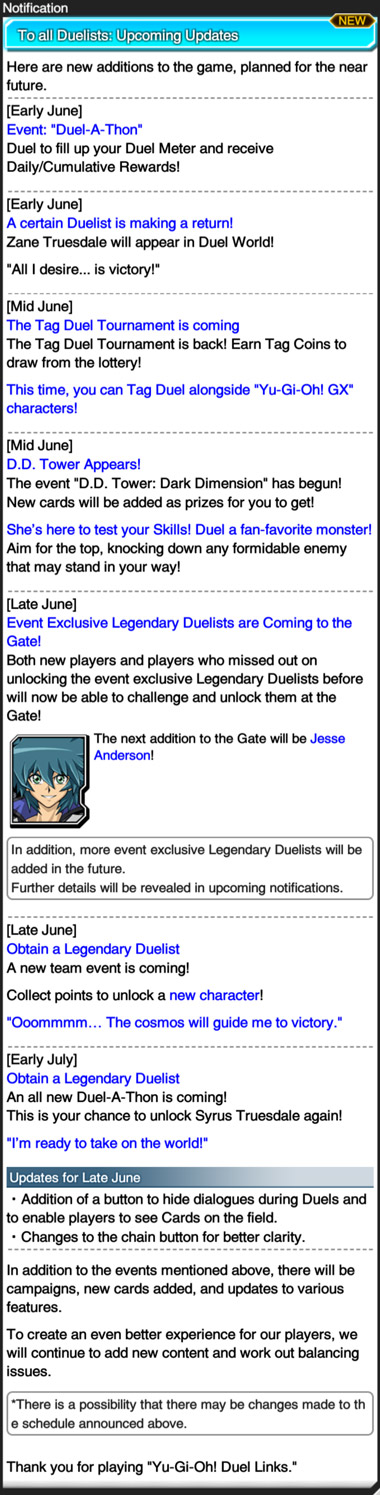 Notification
NEW
To all Duelists: Upcoming Updates
Here are new additions to the game, planned for the near
future.
[Early June]
Event: "Duel-A-Thon"
Duel to fill up your Duel Meter and receive
Daily/Cumulative Rewards!
[Early June]
A certain Duelist is making a return!
Zane Truesdale will appear in Duel World!
"All I desire... is victory!"
[Mid June]
The Tag Duel Tournament is coming
The Tag Duel Tournament is back! Earn Tag Coins to
draw from the lottery!
This time, you can Tag Duel alongside "Yu-Gi-Oh! GX"
characters!
[Mid June]
D.D. Tower Appears!
The event "D.D. Tower: Dark Dimension" has begun!
New cards will be added as prizes for you to get!
She's here to test your Skills! Duel a fan-favorite monster!
Aim for the top, knocking down any formidable enemy
that may stand in your way!
[Late June]
Event Exclusive Legendary Duelists are Coming to the
Gate!
Both new players and players who missed out on
unlocking the event exclusive Legendary Duelists before
will now be able to challenge and unlock them at the
Gate!
The next addition to the Gate will be Jesse
Anderson!
In addition, more event exclusive Legendary Duelists will be
added in the future.
Further details will be revealed in upcoming notifications.
[Late June]
Obtain a Legendary Duelist
A new team event is coming!
Collect points to unlock a new character!
"Ooommmm… The cosmos will guide me to victory."
[Early July]
Obtain a Legendary Duelist
An all new Duel-A-Thon is coming!
This is your chance to unlock Syrus Truesdale again!
"I'm ready to take on the world!"
Updates for Late June
・Addition of a button to hide dialogues during Duels and
to enable players to see Cards on the field.
・Changes to the chain button for better clarity.
In addition to the events mentioned above, there will be
campaigns, new cards added, and updates to various
features.
To create an even better experience for our players, we
will continue to add new content and work out balancing
issues.
*There is a possibility that there may be changes made to th
e schedule announced above.
Thank you for playing "Yu-Gi-Oh! Duel Links."